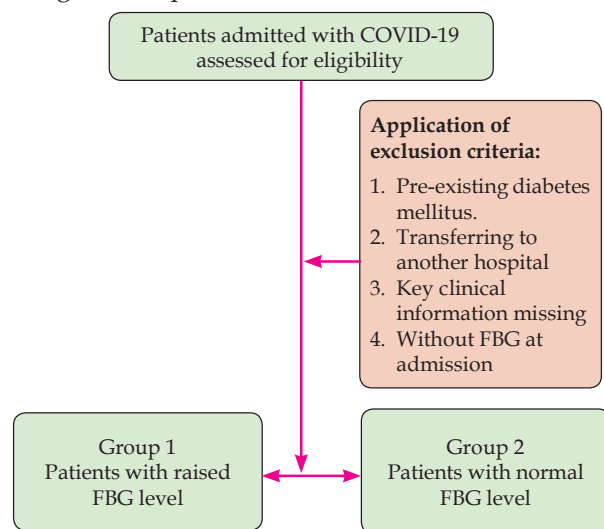 Patients admitted with COVID-19
assessed for eligibility
Application of
exclusion criteria:
1. Pre-existing diabetes
mellitus.
2. Transferring to
another hospital
3. Key clinical
information missing
4. Without FBG at
admission
Group 1
Patients with raised
FBG level
Group 2
Patients with normal
FBG level